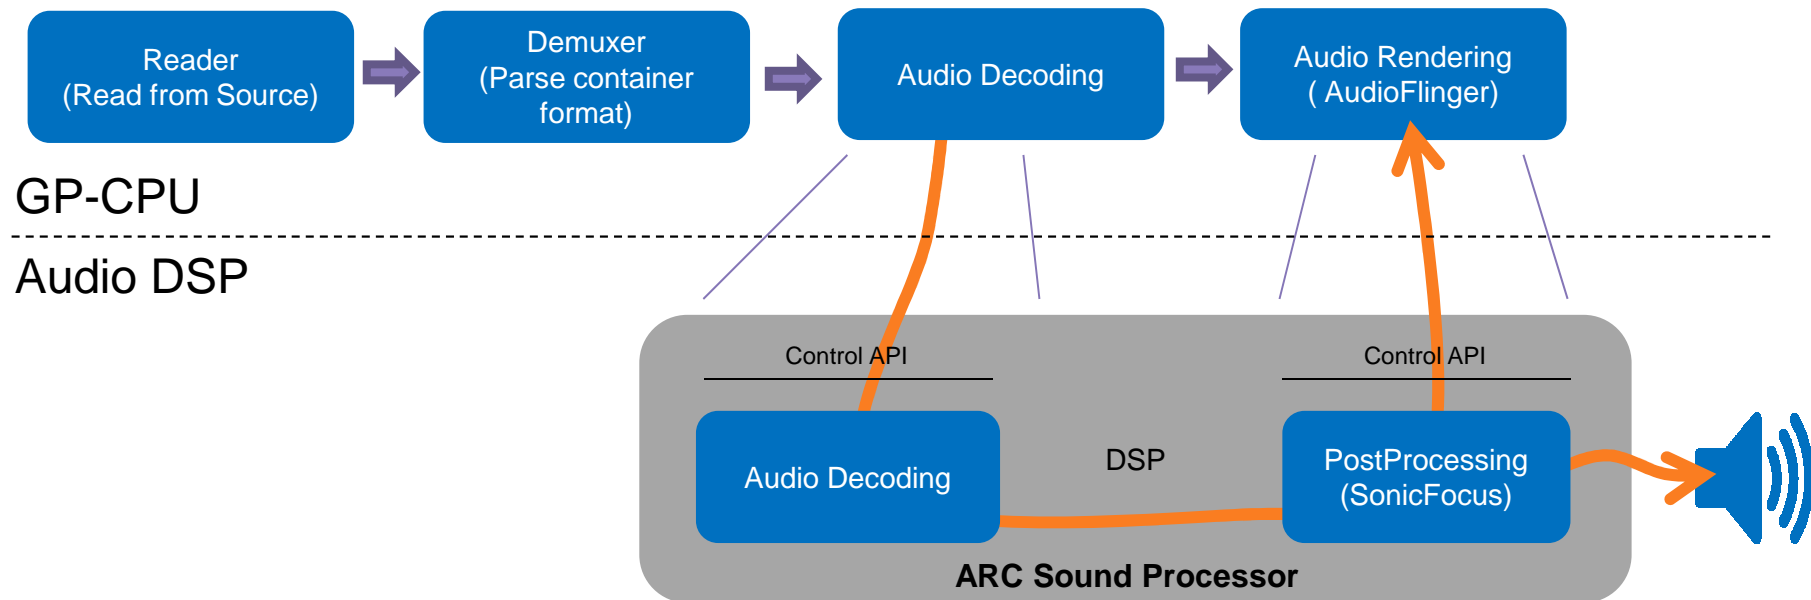 Reader
(Read from Source)
Demuxer
(Parse container
format)
Audio Decoding
Audio Rendering
( AudioFlinger)
GP-CPU
Audio DSP
Control API
Control API
Audio Decoding
DSP
PostProcessing
(SonicFocus)
ARC Sound Processor